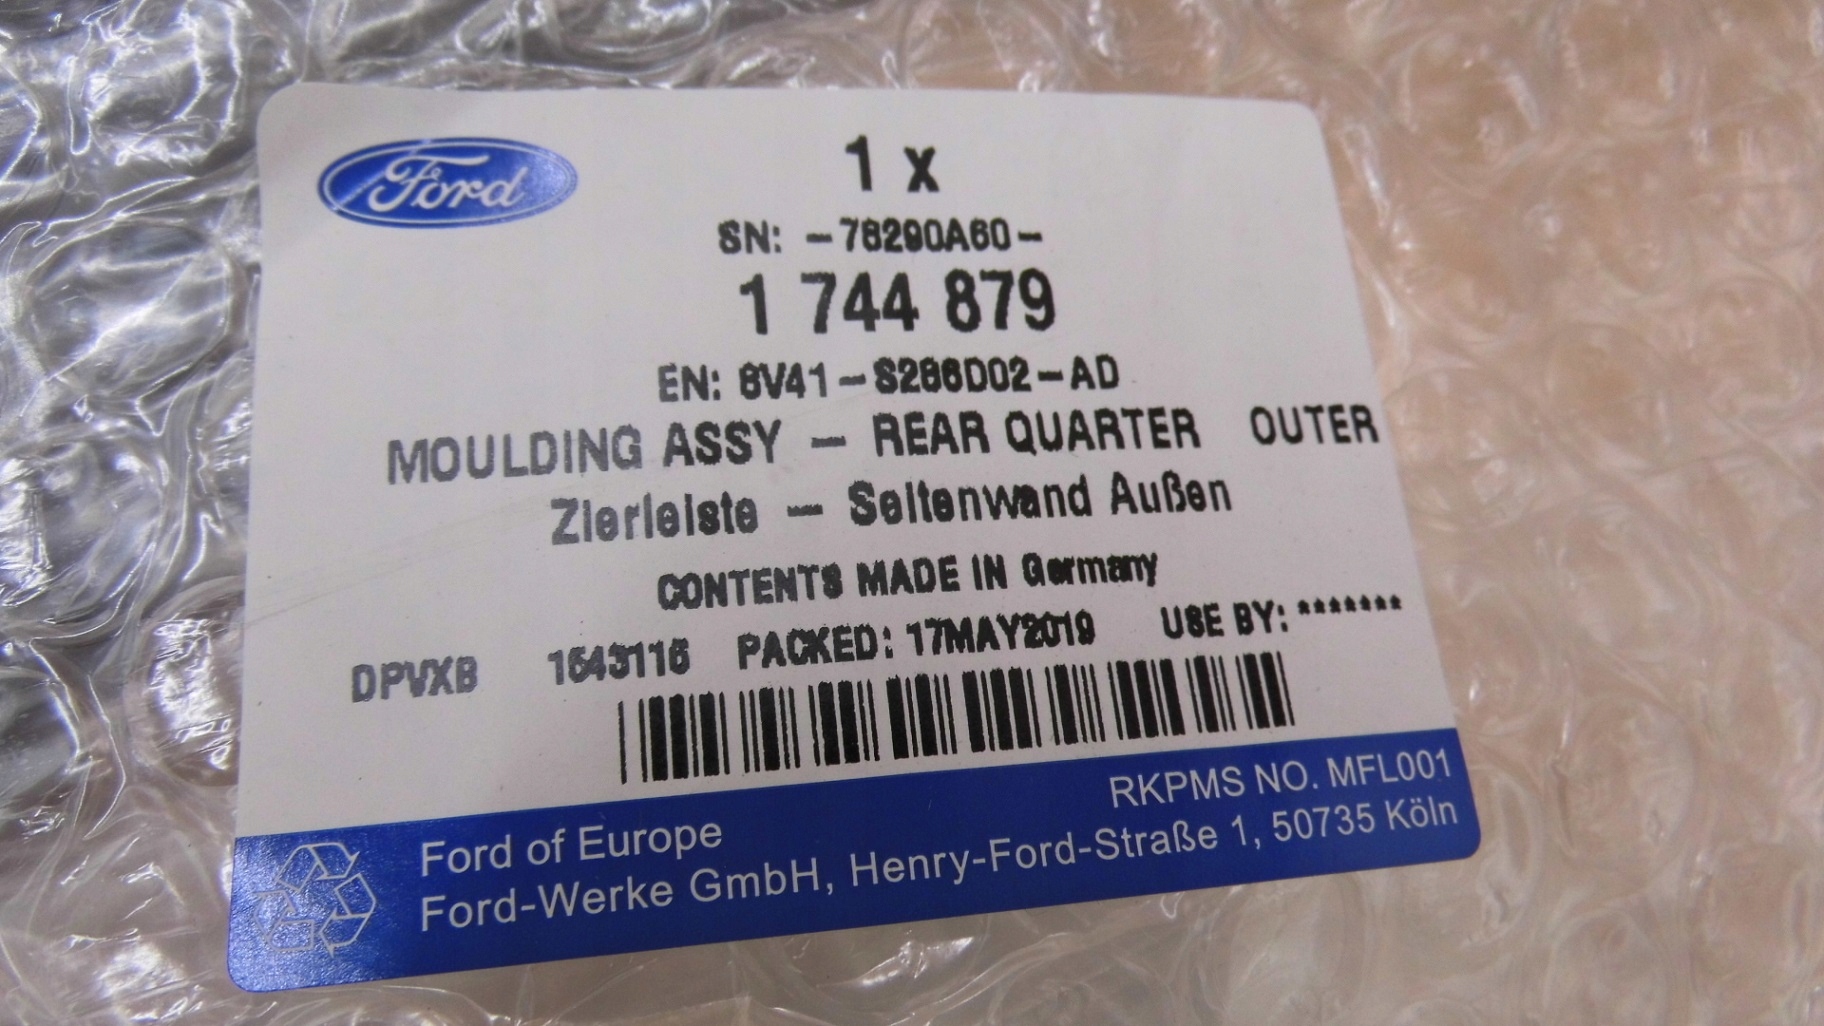 Ford
1 x
SN: -78290A60-
1 744 879
EN: 8V41-S286D02-AD
MOULDING ASSY - REAR QUARTER OUTER
Zierleiste - Seitenwand Außen
CONTENTS MADE IN Germany
DPVXB 1543115 PACKED: 17MAY2019 USE BY: *******
RKPMS NO. MFL001
Ford of Europe
Ford-Werke GmbH, Henry-Ford-Straße 1, 50735 Köln